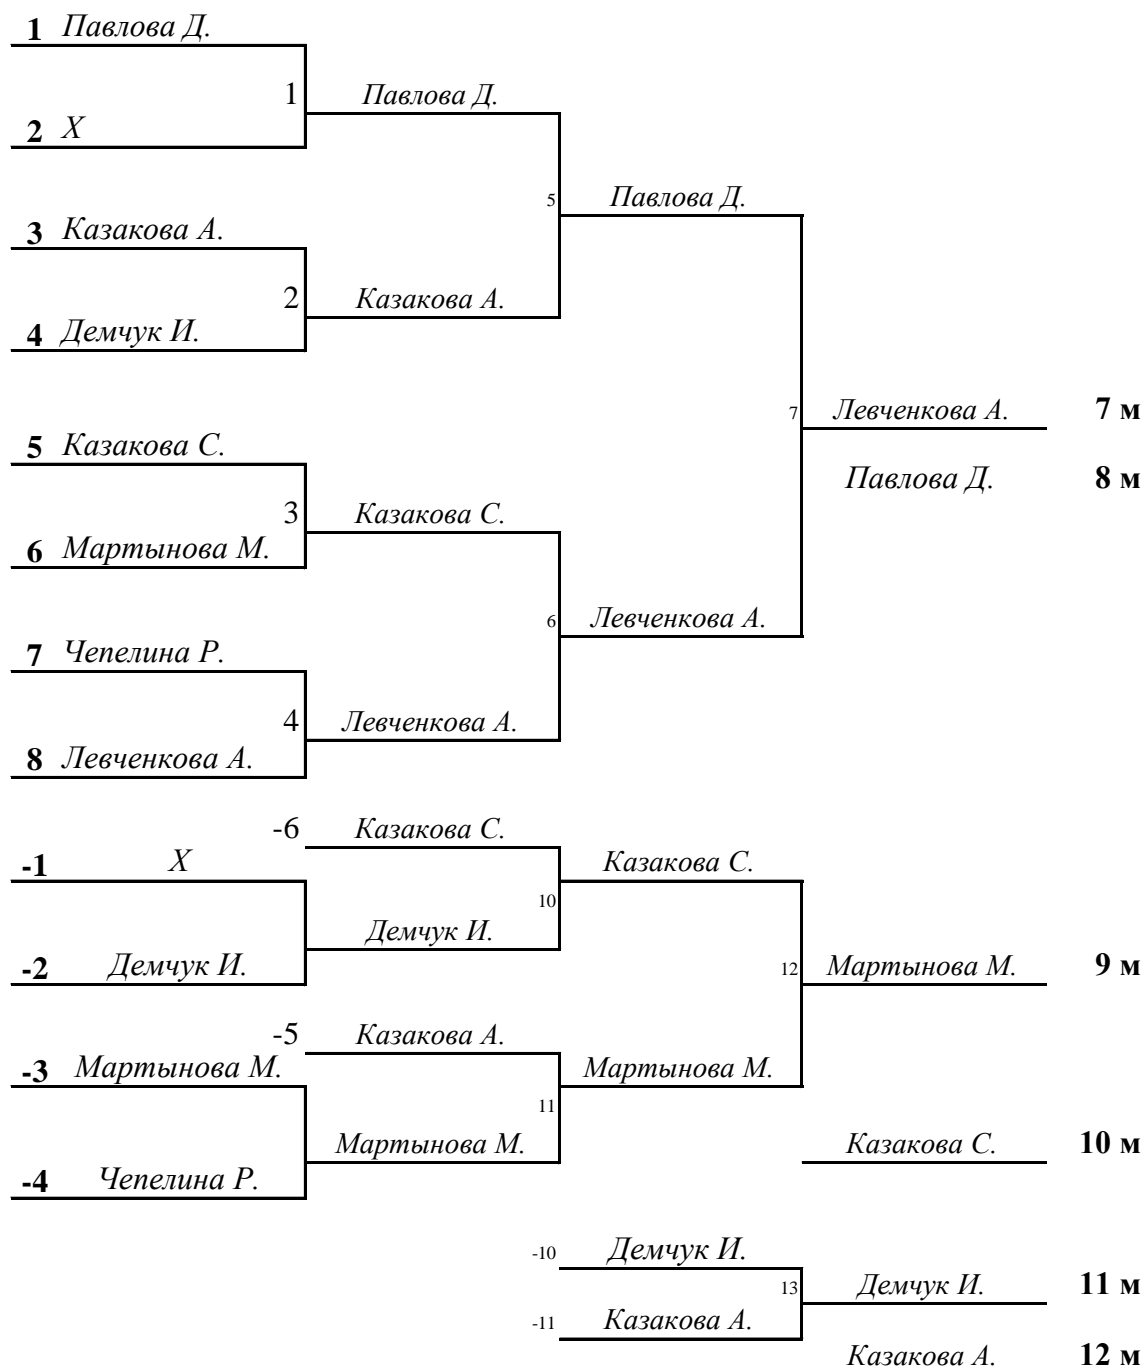 1 Павлова Д.
1 Павлова Д.
2 X
5 Павлова Д.
3 Казакова А.
2 Казакова А.
4 Демчук И.
7 Левченкова А. 7 м
5 Казакова С.
Павлова Д. 8 м
3 Казакова С.
6 Мартынова М.
6 Левченкова А.
7 Чепелина Р.
4 Левченкова А.
8 Левченкова А.
-6 Казакова С.
-1 X Казакова С.
10
Демчук И.
-2 Демчук И. 12 Мартынова М. 9 м
-5 Казакова А.
-3 Мартынова М. Мартынова М.
11
Мартынова М. Казакова С. 10 м
-4 Чепелина Р.
-10 Демчук И.
13 Демчук И. 11 м
-11 Казакова А.
Казакова А. 12 м